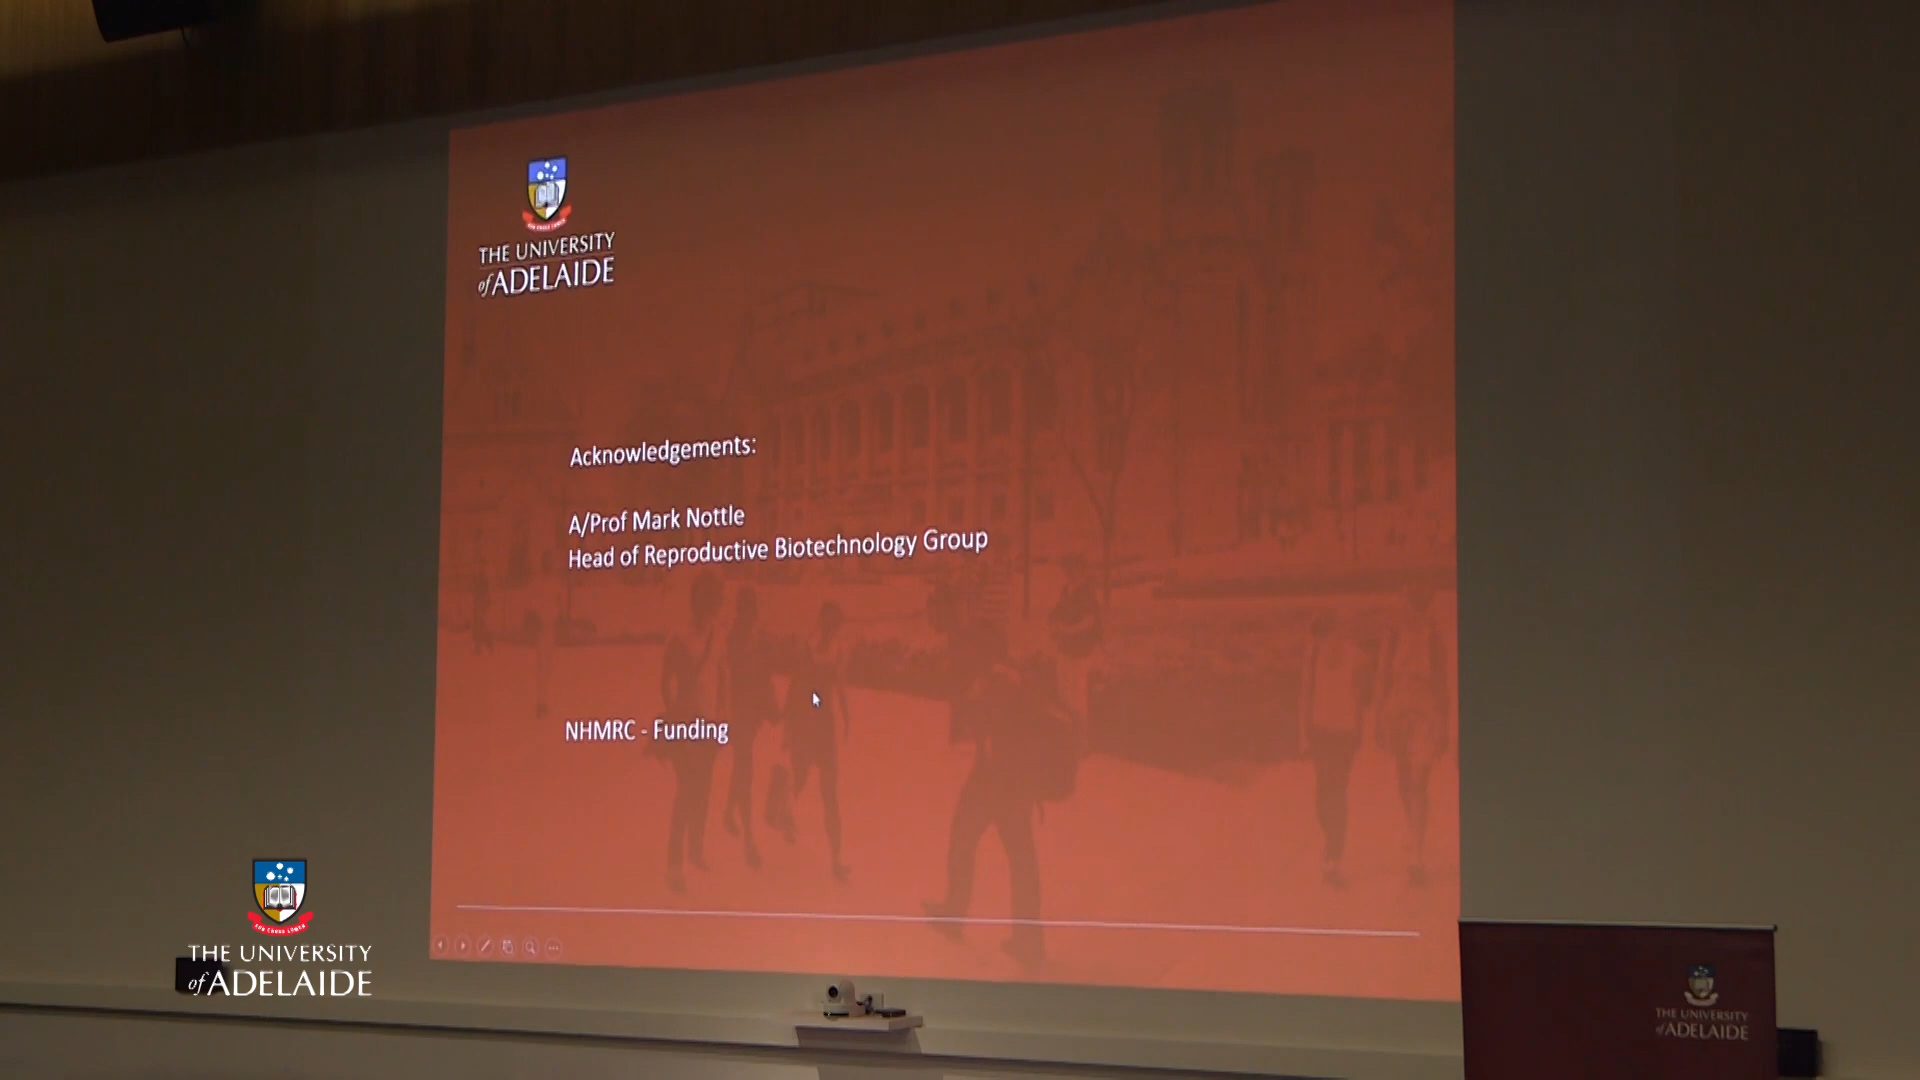 THE UNIVERSITY
of ADELAIDE
Acknowledgements:
A/Prof Mark Nottle
Head of Reproductive Biotechnology Group
NHMRC - Funding
THE UNIVERSITY
of ADELAIDE
THE UNIVERSITY
of ADELAIDE